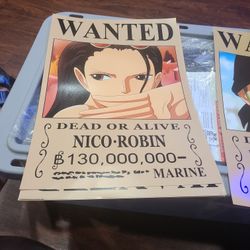 WANTED
DEAD OR ALIVE
NICO·ROBIN
฿130,000,000-
MARINE